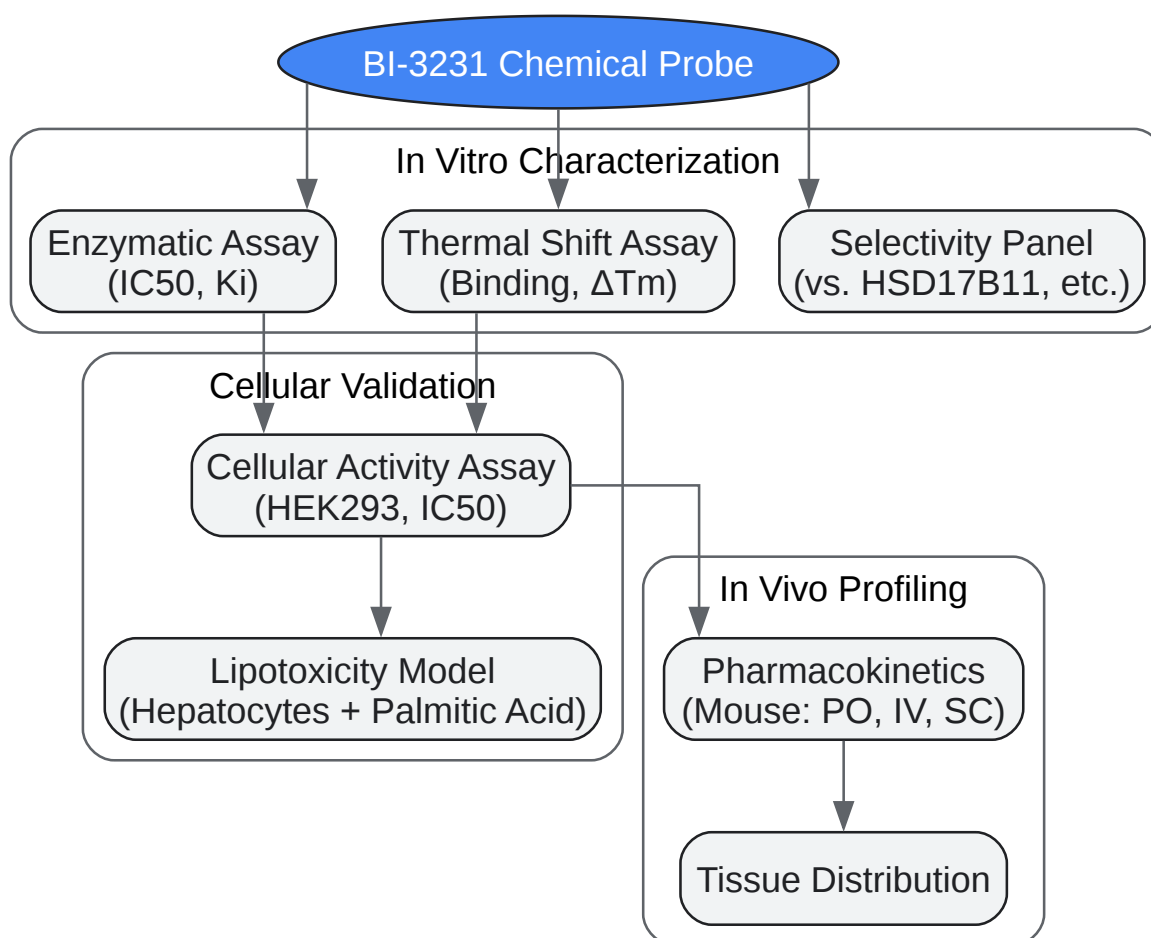 BI-3231 Chemical Probe
In Vitro Characterization
Enzymatic Assay
(IC50, Ki)
Thermal Shift Assay
(Binding, ΔTm)
Selectivity Panel
(vs. HSD17B11, etc.)
Cellular Validation
Cellular Activity Assay
(HEK293, IC50)
Lipotoxicity Model
(Hepatocytes + Palmitic Acid)
In Vivo Profiling
Pharmacokinetics
(Mouse: PO, IV, SC)
Tissue Distribution